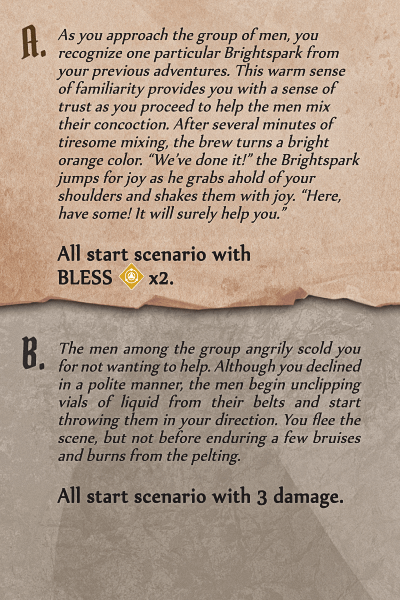 A. As you approach the group of men, you
recognize one particular Brightspark from
your previous adventures. This warm sense
of familiarity provides you with a sense of
trust as you proceed to help the men mix
their concoction. After several minutes of
tiresome mixing, the brew turns a bright
orange color. “We’ve done it!” the Brightspark
jumps for joy as he grabs ahold of your
shoulders and shakes them with joy. “Here,
have some! It will surely help you.”
All start scenario with
BLESS x2.
B. The men among the group angrily scold you
for not wanting to help. Although you declined
in a polite manner, the men begin unclipping
vials of liquid from their belts and start
throwing them in your direction. You flee the
scene, but not before enduring a few bruises
and burns from the pelting.
All start scenario with 3 damage.